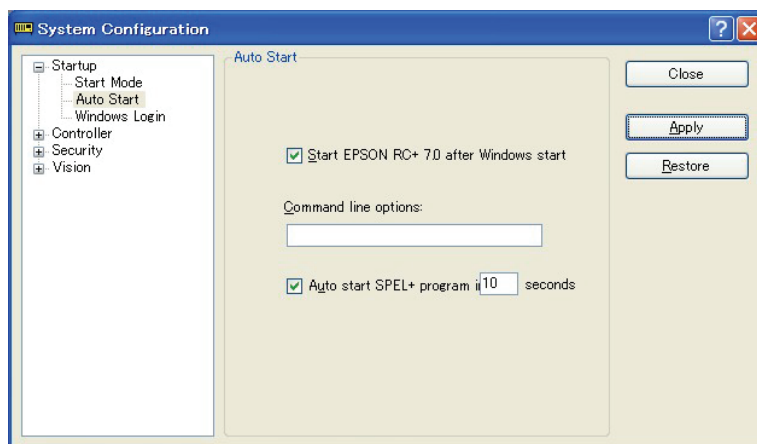 System Configuration
Startup
Start Mode
Auto Start
Windows Login
Controller
Security
Vision
Auto Start
Start EPSON RC+ 7.0 after Windows start
Command line options:
Auto start SPEL+ program i 10 seconds
Close
Apply
Restore